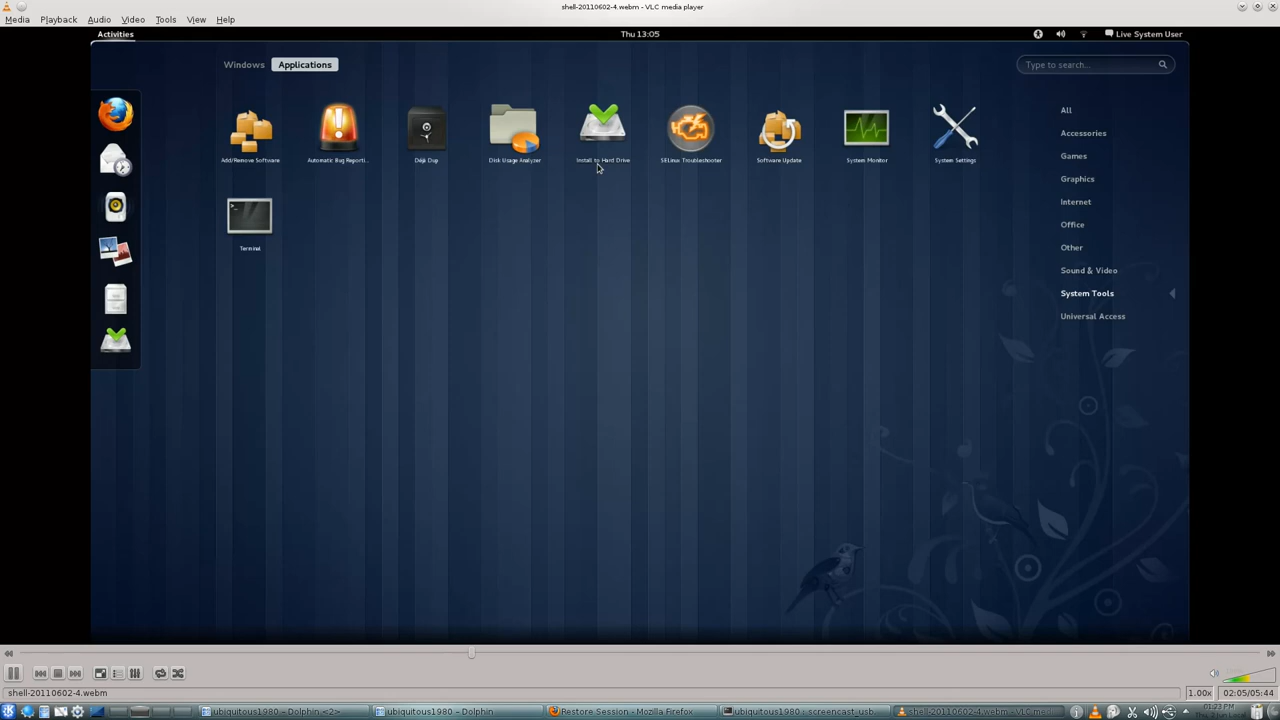 shell-20110602-4.webm - VLC media player
Media Playback Audio Video Tools View Help
Activities
Thu 13:05
Live System User
Windows Applications
Type to search...
Add/Remove Software
Automatic Bug Reporti...
Déjà Dup
Disk Usage Analyzer
Install to Hard Drive
SELinux Troubleshooter
Software Update
System Monitor
System Settings
Terminal
All
Accessories
Games
Graphics
Internet
Office
Other
Sound & Video
System Tools
Universal Access
shell-20110602-4.webm
1.00x
02:05/05:44
ubiquitous1980 – Dolphin <2>
ubiquitous1980 – Dolphin
Restore Session - Mozilla Firefox
ubiquitous1980 : screencast_usb
shell-20110602-4.webm – VLC me
01:23 PM